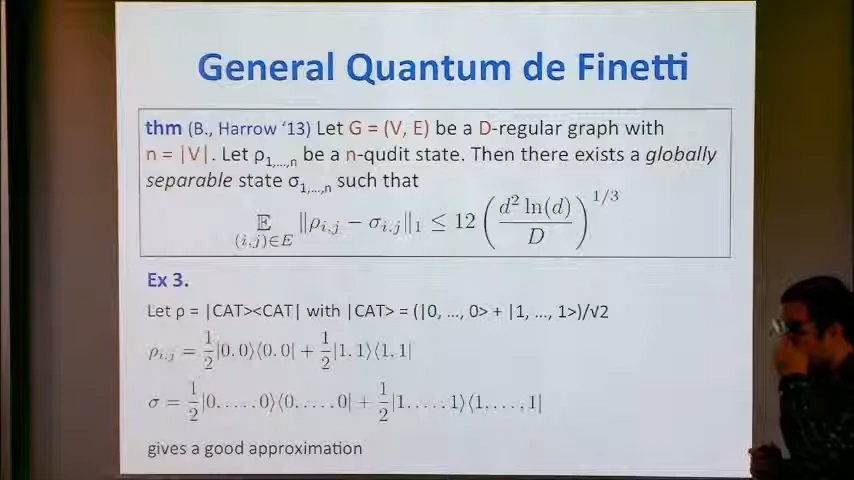 General Quantum de Finetti
thm (B., Harrow '13) Let G = (V, E) be a D-regular graph with
n = |V|. Let ρ1,...,n be a n-qudit state. Then there exists a globally
separable state σ1,...,n such that
𝔼(i,j)∈E ‖ρi,j − σi,j‖1 ≤ 12 (d² ln(d) / D)^1/3
Ex 3.
Let ρ = |CAT><CAT| with |CAT> = (|0, ..., 0> + |1, ..., 1>)/√2
ρi,j = 1/2 |0, 0⟩⟨0, 0| + 1/2 |1, 1⟩⟨1, 1|
σ = 1/2 |0, ..., 0⟩⟨0, ..., 0| + 1/2 |1, ..., 1⟩⟨1, ..., 1|
gives a good approximation